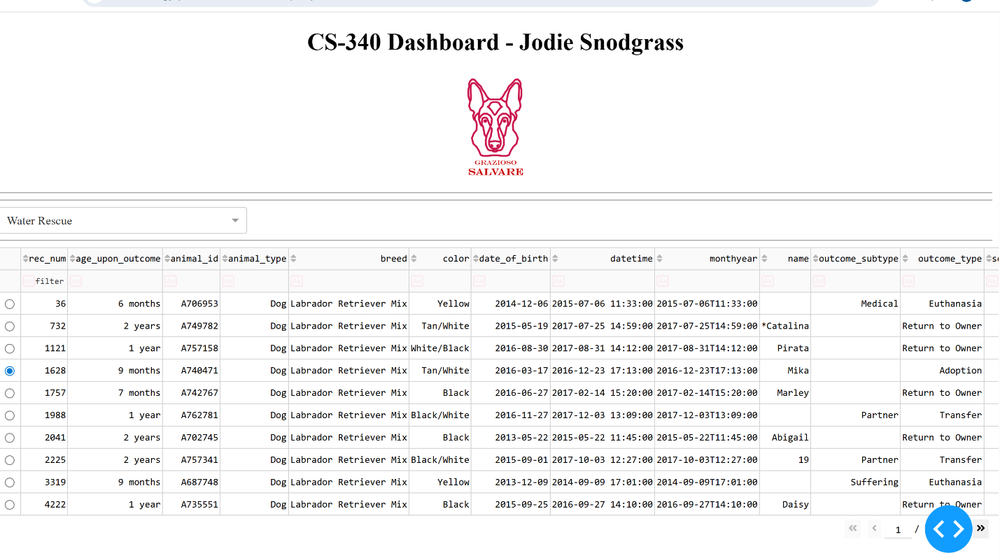 CS-340 Dashboard - Jodie Snodgrass
GRAZIOSO
SALVARE
Water Rescue
rec_num age_upon_outcome animal_id animal_type breed color date_of_birth datetime monthyear name outcome_subtype outcome_type
Aa filter Aa Aa Aa Aa Aa Aa Aa Aa Aa Aa Aa Aa
36 6 months A706953 Dog Labrador Retriever Mix Yellow 2014-12-06 2015-07-06 11:33:00 2015-07-06T11:33:00 Medical Euthanasia
732 2 years A749782 Dog Labrador Retriever Mix Tan/White 2015-05-19 2017-07-25 14:59:00 2017-07-25T14:59:00 *Catalina Return to Owner
1121 1 year A757158 Dog Labrador Retriever Mix White/Black 2016-08-30 2017-08-31 14:12:00 2017-08-31T14:12:00 Pirata Return to Owner
1628 9 months A740471 Dog Labrador Retriever Mix Tan/White 2016-03-17 2016-12-23 17:13:00 2016-12-23T17:13:00 Mika Adoption
1757 7 months A742767 Dog Labrador Retriever Mix Black 2016-06-27 2017-02-14 15:20:00 2017-02-14T15:20:00 Marley Return to Owner
1988 1 year A762781 Dog Labrador Retriever Mix Black/White 2016-11-27 2017-12-03 13:09:00 2017-12-03T13:09:00 Partner Transfer
2041 2 years A702745 Dog Labrador Retriever Mix Black 2013-05-22 2015-05-22 11:45:00 2015-05-22T11:45:00 Abigail Return to Owner
2225 2 years A757341 Dog Labrador Retriever Mix Black/White 2015-09-01 2017-10-03 12:27:00 2017-10-03T12:27:00 19 Partner Transfer
3319 9 months A687748 Dog Labrador Retriever Mix Yellow 2013-12-09 2014-09-09 17:01:00 2014-09-09T17:01:00 Suffering Euthanasia
4222 1 year A735551 Dog Labrador Retriever Mix Black 2015-09-25 2016-09-27 14:10:00 2016-09-27T14:10:00 Daisy Return to Owner
1 /